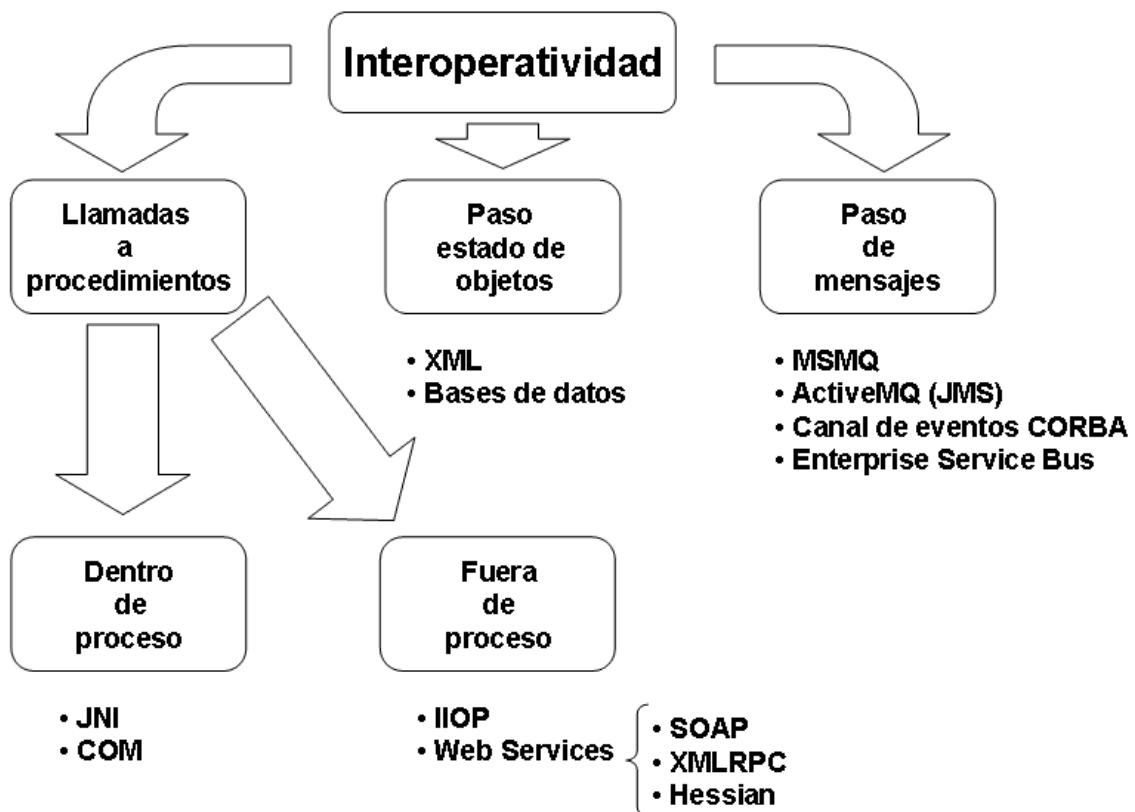 Interoperatividad
Llamadas
a
procedimientos
Paso
estado de
objetos
Paso
de
mensajes
• XML
• Bases de datos
• MSMQ
• ActiveMQ (JMS)
• Canal de eventos CORBA
• Enterprise Service Bus
Dentro
de
proceso
Fuera
de
proceso
• JNI
• COM
• IIOP
• Web Services
• SOAP
• XMLRPC
• Hessian